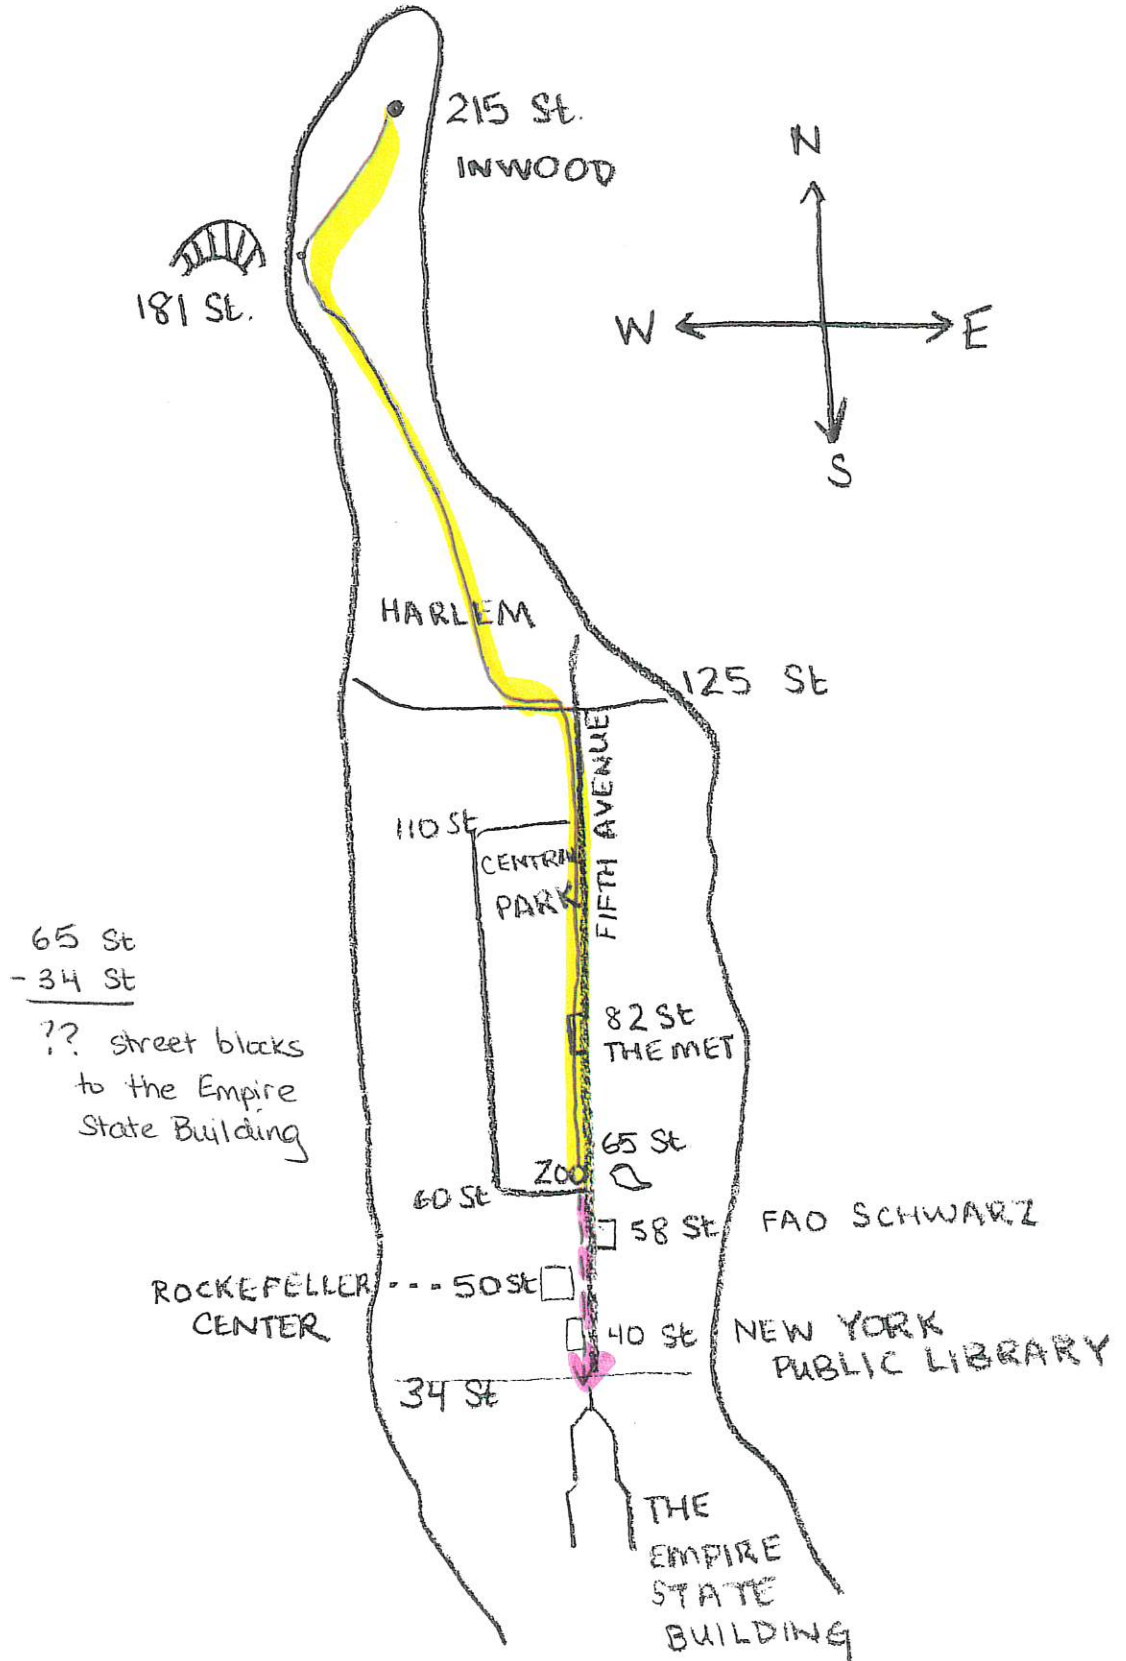 215 St.
INWOOD
N
181 St.
W
E
S
HARLEM
125 St
FIFTH AVENUE
110 St
CENTRAL
PARK
65 St
- 34 St
?? street blocks
to the Empire
State Building
82 St
THE MET
65 St
ZOO
60 St
58 St
FAO SCHWARZ
ROCKEFELLER
CENTER
50 St
40 St
NEW YORK
PUBLIC LIBRARY
34 St
THE
EMPIRE
STATE
BUILDING